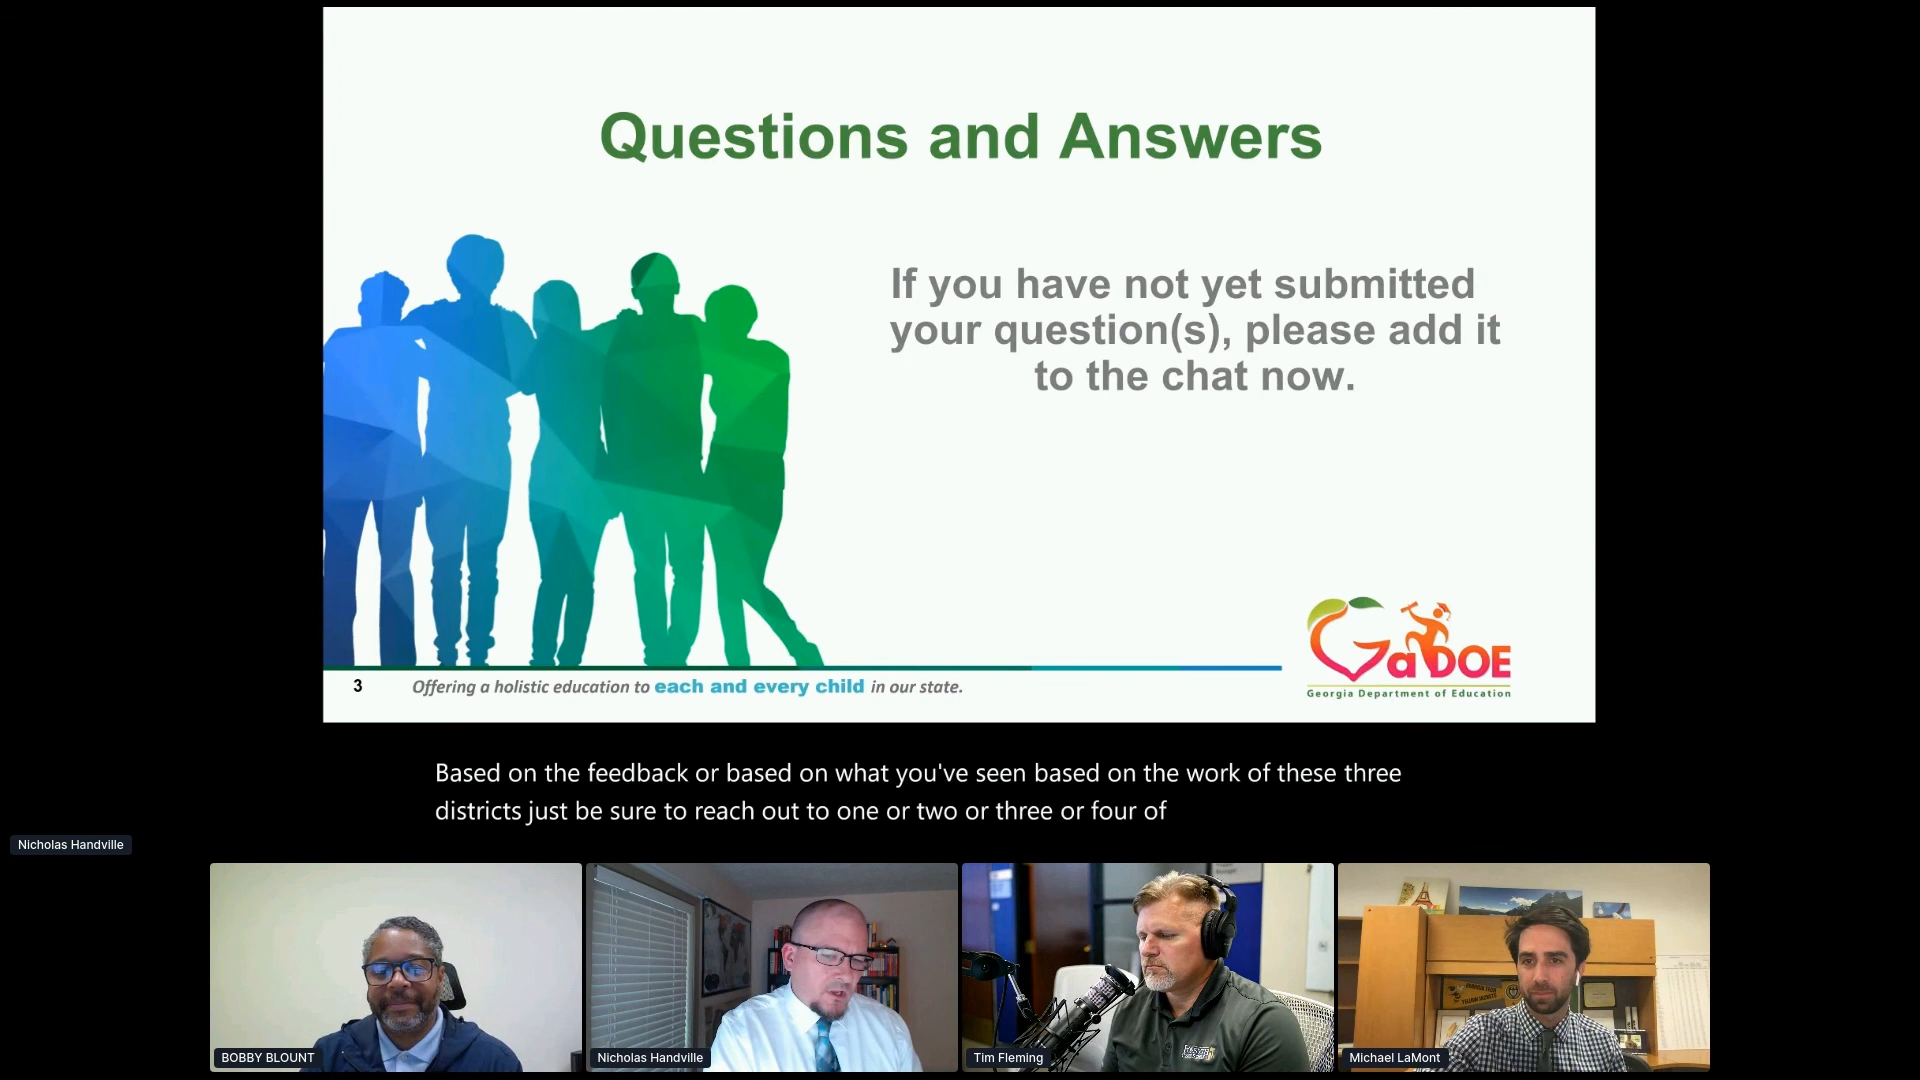 Questions and Answers
If you have not yet submitted
your question(s), please add it
to the chat now.
3
Offering a holistic education to each and every child in our state.
GaDOE
Georgia Department of Education
Based on the feedback or based on what you've seen based on the work of these three
districts just be sure to reach out to one or two or three or four of
Nicholas Handville
BOBBY BLOUNT
Nicholas Handville
Tim Fleming
Michael LaMont